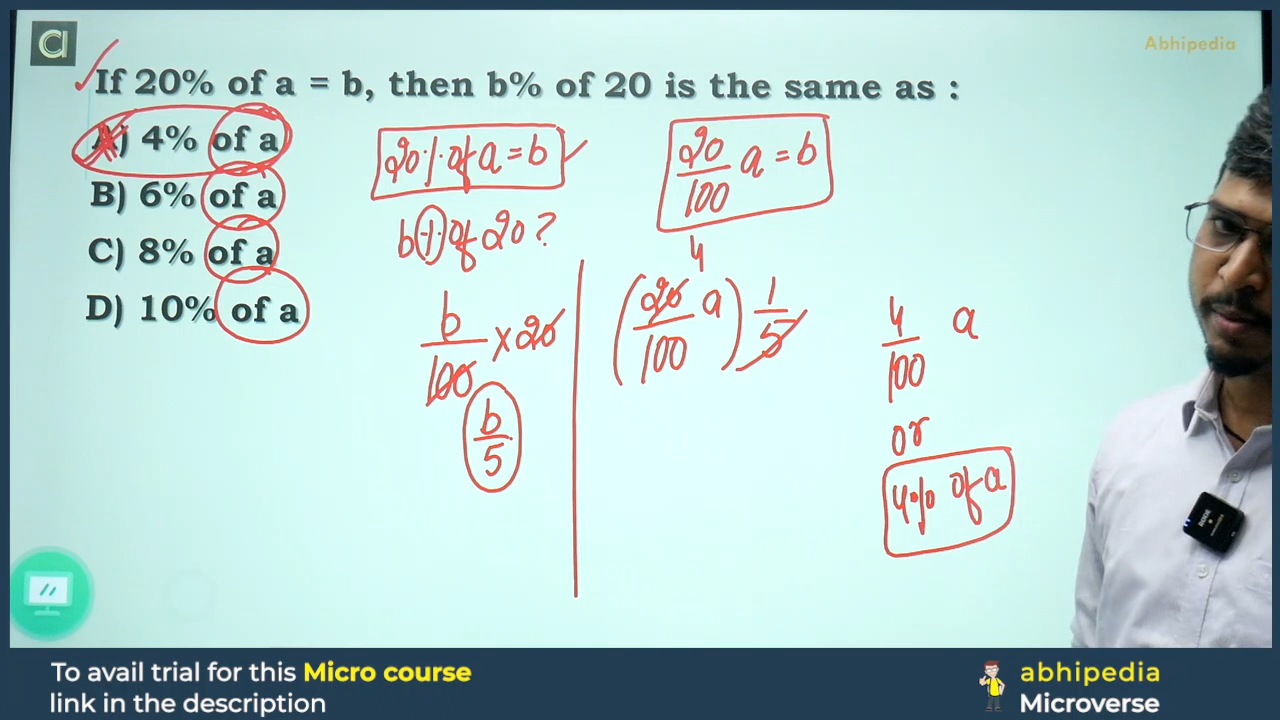 a
Abhipedia
If 20% of a = b, then b% of 20 is the same as :
A) 4% of a
B) 6% of a
C) 8% of a
D) 10% of a
20% of a = b
b% of 20 ?
b/100 × 20
b/5
20/100 a = b
4
(20/100 a) 1/5
4/100 a
or
4% of a
To avail trial for this Micro course
link in the description
abhipedia
Microverse